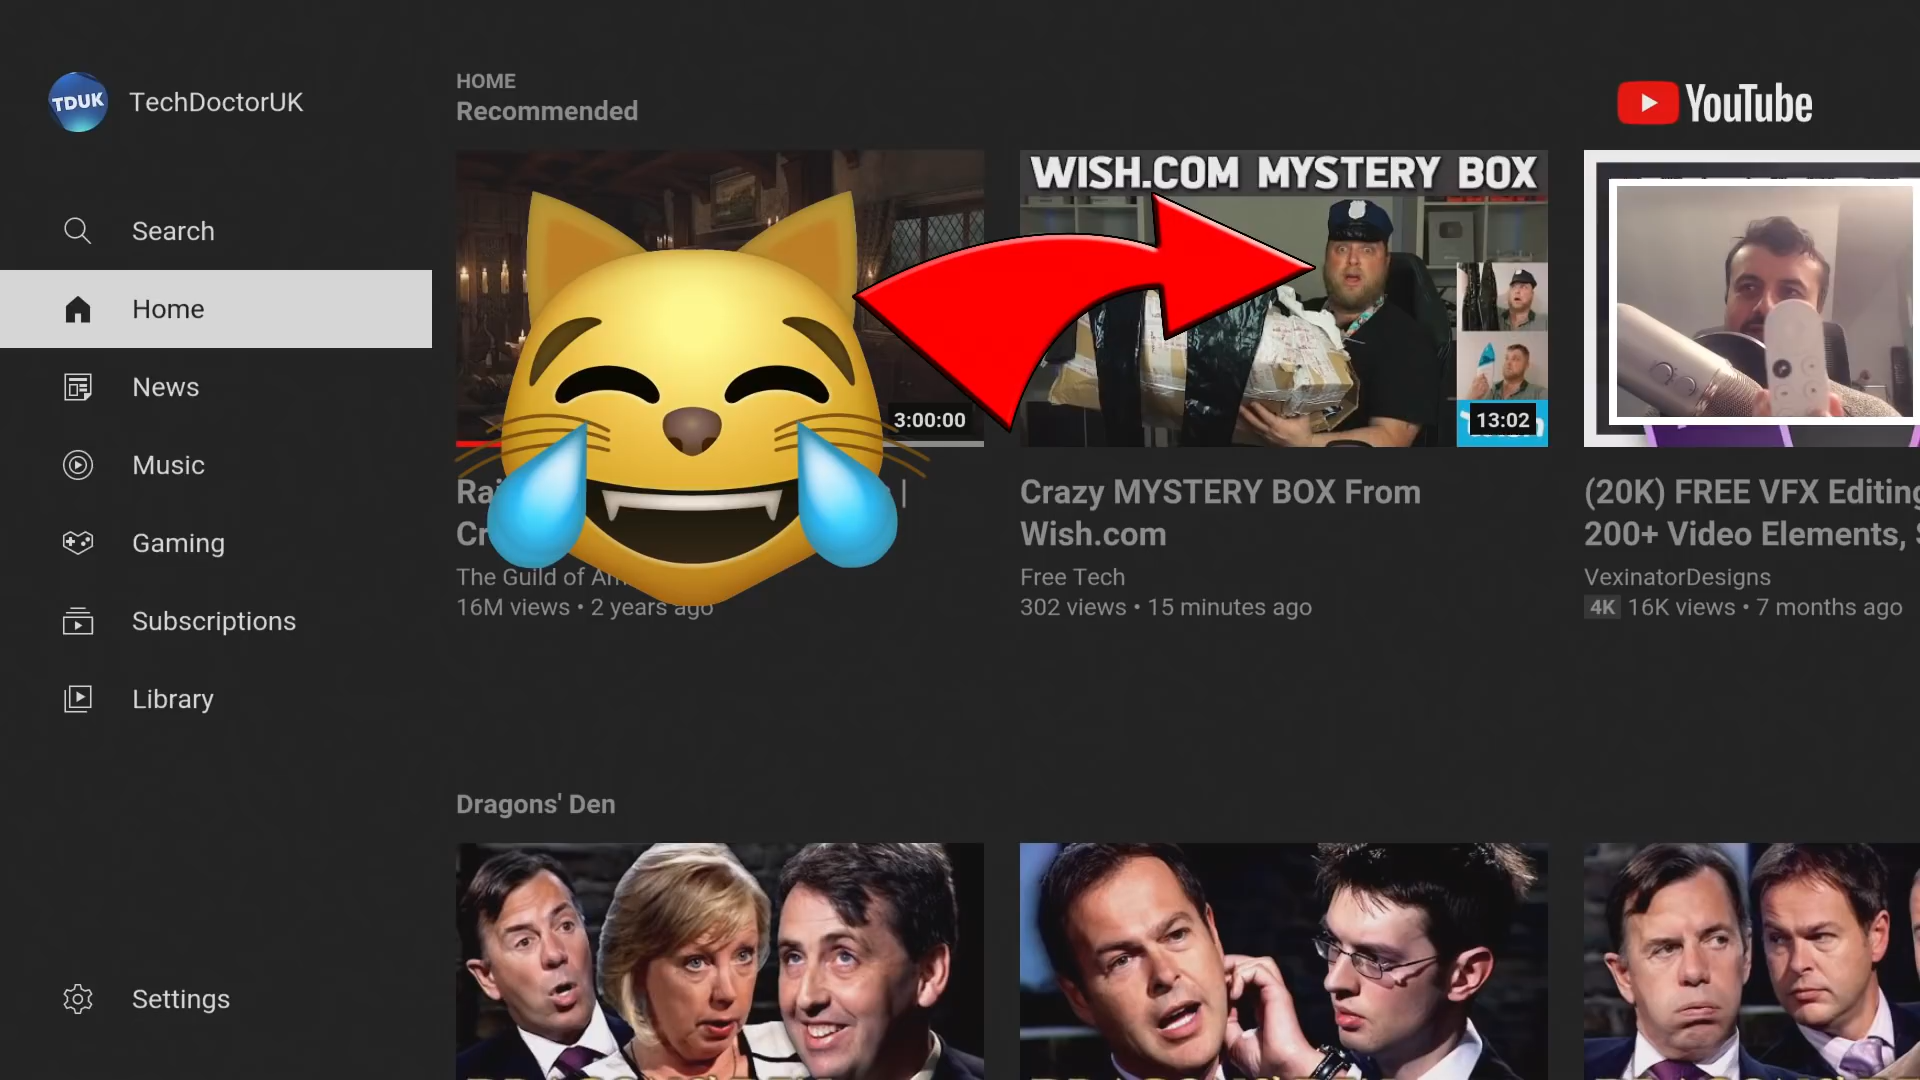 TDUK
TechDoctorUK
Search
Home
News
Music
Gaming
Subscriptions
Library
Settings
HOME
Recommended
YouTube
3:00:00
The Guild of Am
16M views • 2 years ago
WISH.COM MYSTERY BOX
13:02
Crazy MYSTERY BOX From
Wish.com
Free Tech
302 views • 15 minutes ago
(20K) FREE VFX Editing
200+ Video Elements,
VexinatorDesigns
4K 16K views • 7 months ago
Dragons' Den